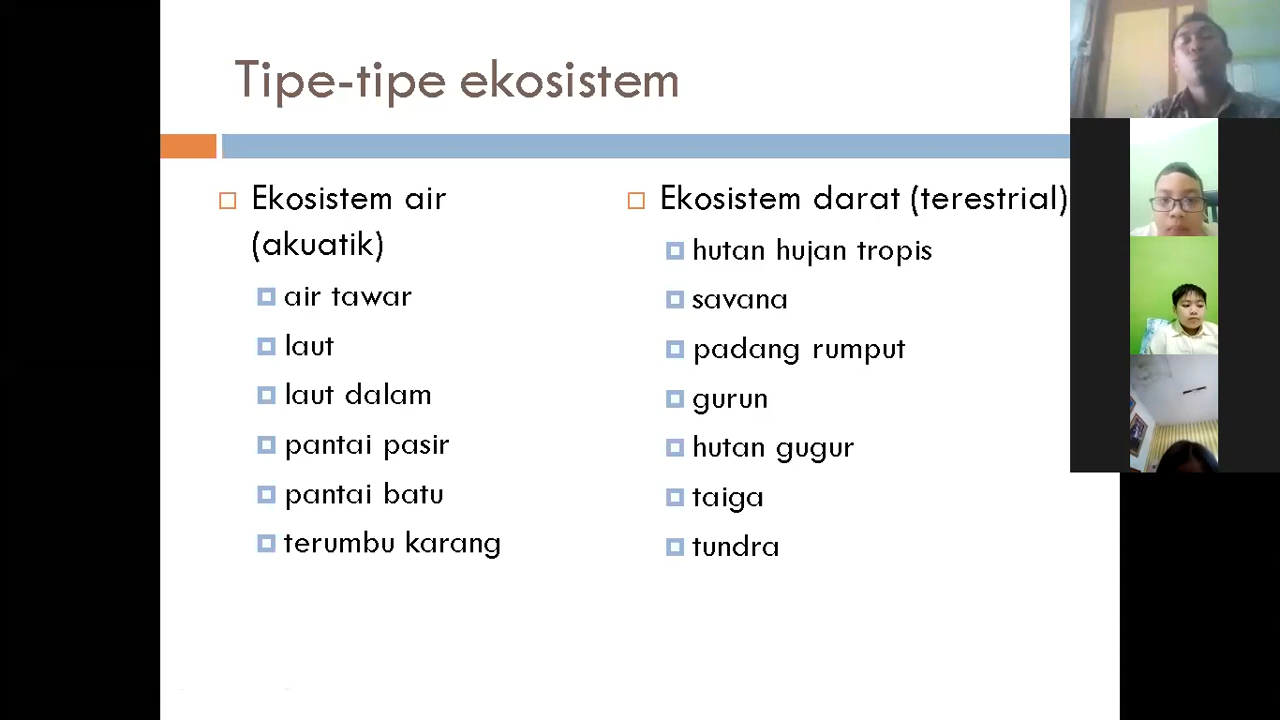 Tipe-tipe ekosistem
Ekosistem air
(akuatik)
air tawar
laut
laut dalam
pantai pasir
pantai batu
terumbu karang
Ekosistem darat (terestrial)
hutan hujan tropis
savana
padang rumput
gurun
hutan gugur
taiga
tundra